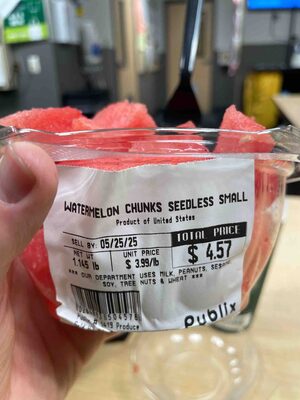 WATERMELON CHUNKS SEEDLESS SMALL
Product of United States
SELL BY: 05/25/25
TOTAL PRICE
NET WT
1.145 lb
UNIT PRICE
$ 3.99/lb
$ 4.57
*** OUR DEPARTMENT USES MILK, PEANUTS, SESAME,
SOY, TREE NUTS & WHEAT ***
1419 Produce
Publix